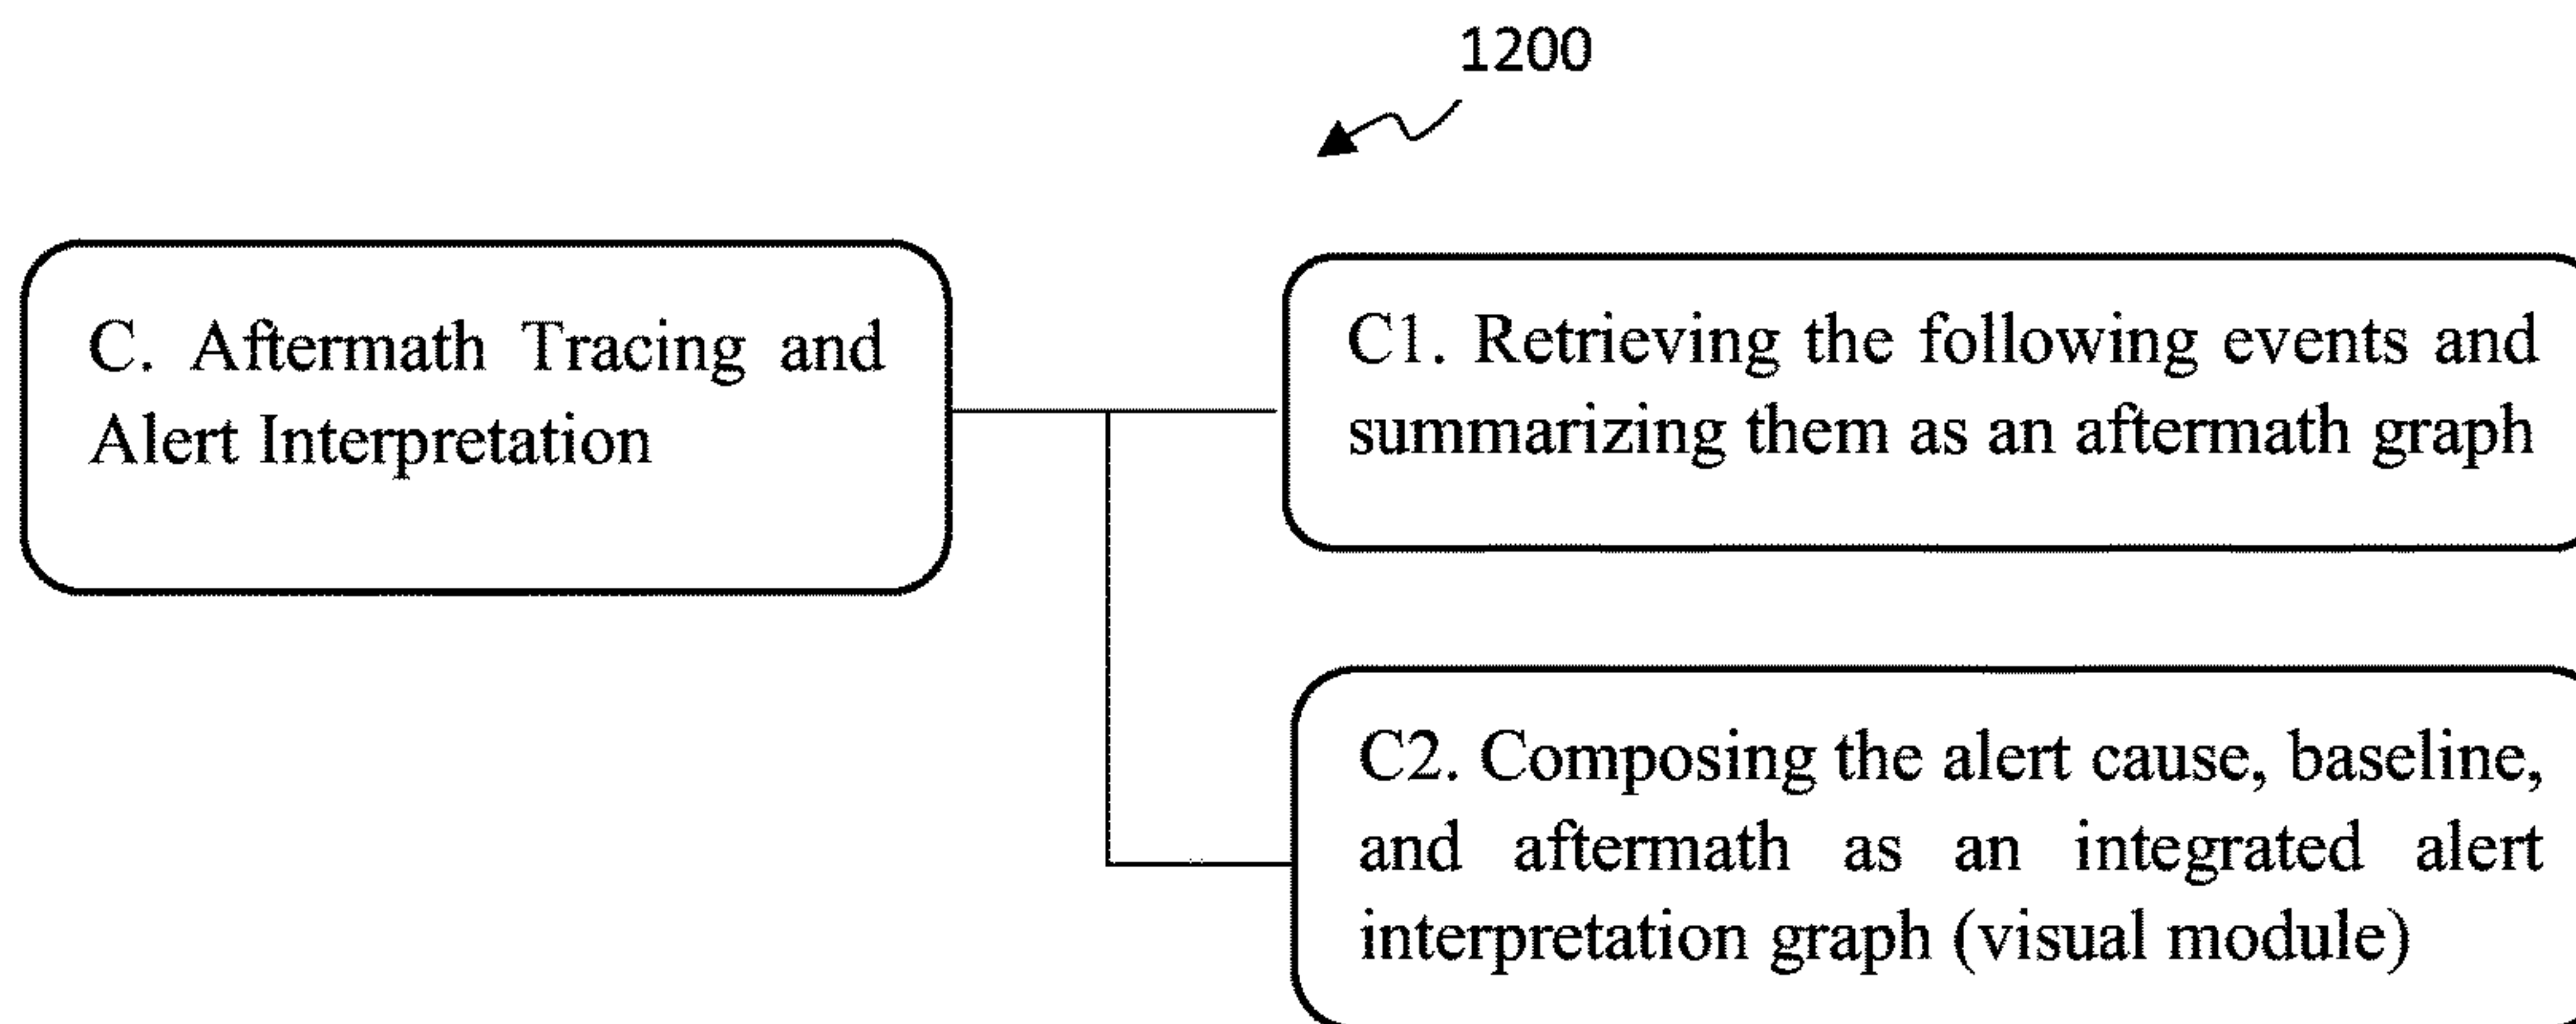 1200
C. Aftermath Tracing and
Alert Interpretation
C1. Retrieving the following events and
summarizing them as an aftermath graph
C2. Composing the alert cause, baseline,
and aftermath as an integrated alert
interpretation graph (visual module)